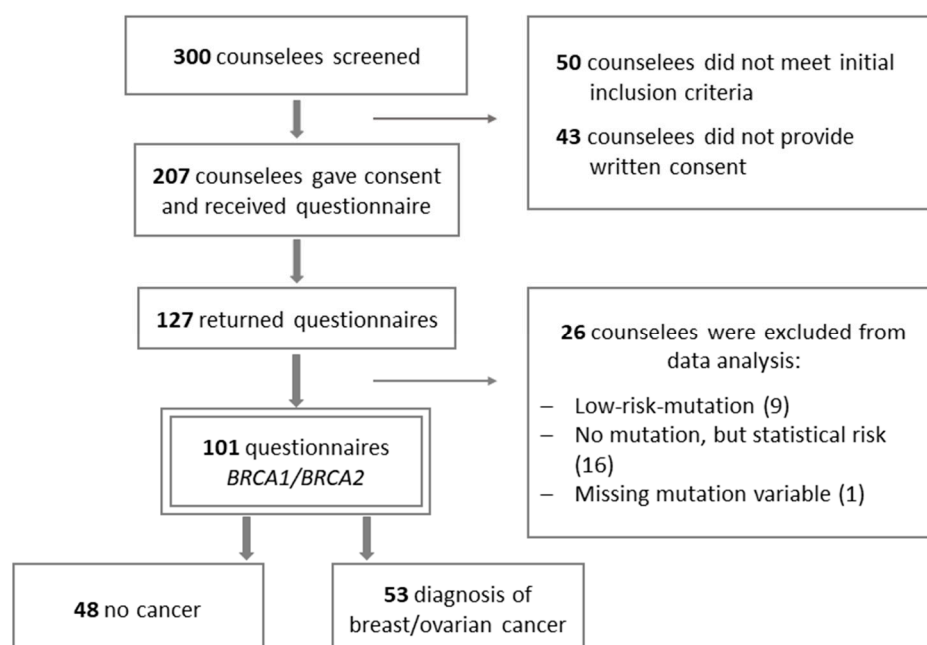 300 counselees screened
50 counselees did not meet initial
inclusion criteria
43 counselees did not provide
written consent
207 counselees gave consent
and received questionnaire
127 returned questionnaires
26 counselees were excluded from
data analysis:
– Low-risk-mutation (9)
– No mutation, but statistical risk
(16)
– Missing mutation variable (1)
101 questionnaires
BRCA1/BRCA2
48 no cancer
53 diagnosis of
breast/ovarian cancer